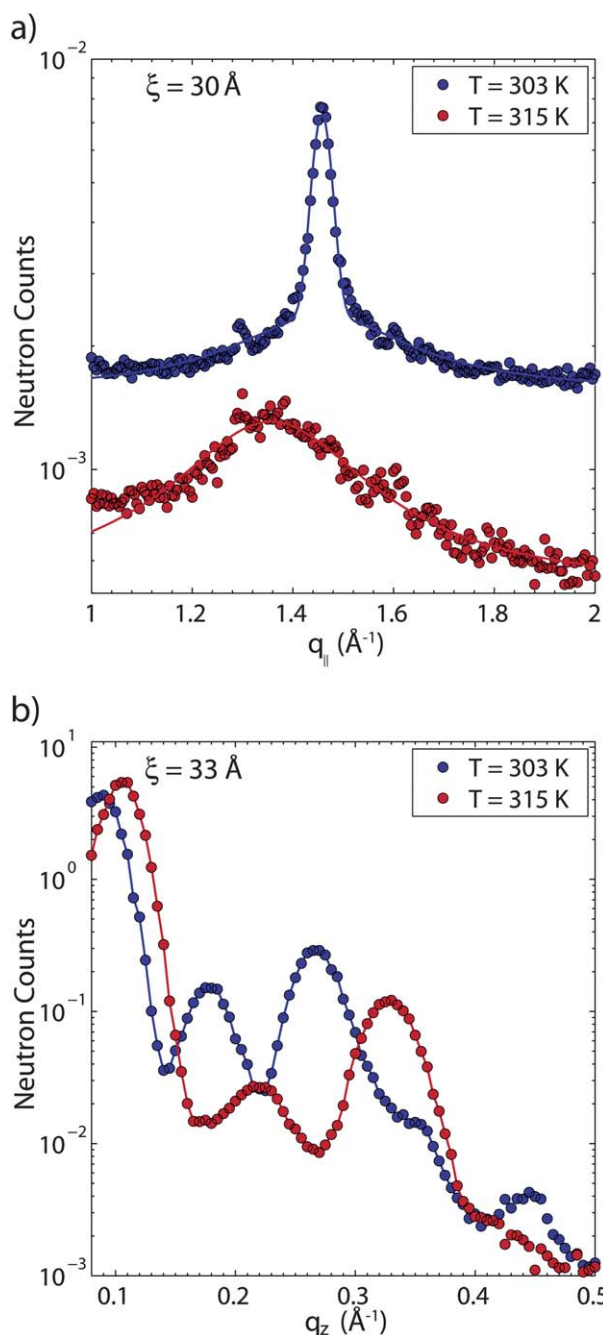 a)
10⁻²
ξ = 30 Å
T = 303 K
T = 315 K
Neutron Counts
10⁻³
1 1.2 1.4 1.6 1.8 2
q|| (Å⁻¹)
b)
10¹
ξ = 33 Å
T = 303 K
T = 315 K
10⁰
Neutron Counts
10⁻¹
10⁻²
10⁻³
0.1 0.2 0.3 0.4 0.5
qz (Å⁻¹)